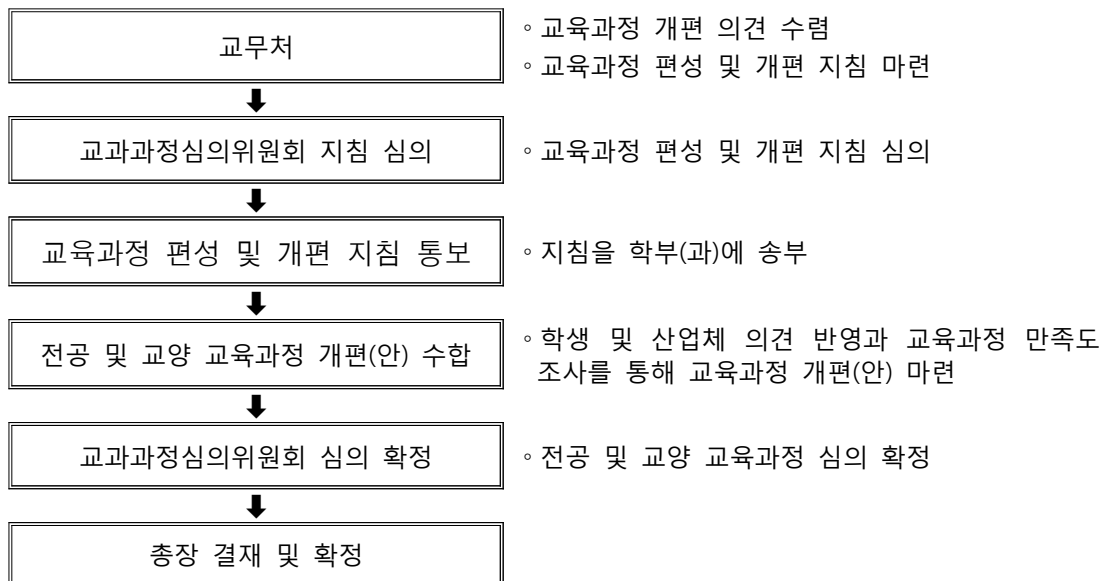 교무처
◦교육과정 개편 의견 수렴
◦교육과정 편성 및 개편 지침 마련
교과과정심의위원회 지침 심의
◦교육과정 편성 및 개편 지침 심의
교육과정 편성 및 개편 지침 통보
◦지침을 학부(과)에 송부
전공 및 교양 교육과정 개편(안) 수합
◦학생 및 산업체 의견 반영과 교육과정 만족도
조사를 통해 교육과정 개편(안) 마련
교과과정심의위원회 심의 확정
◦전공 및 교양 교육과정 심의 확정
총장 결재 및 확정